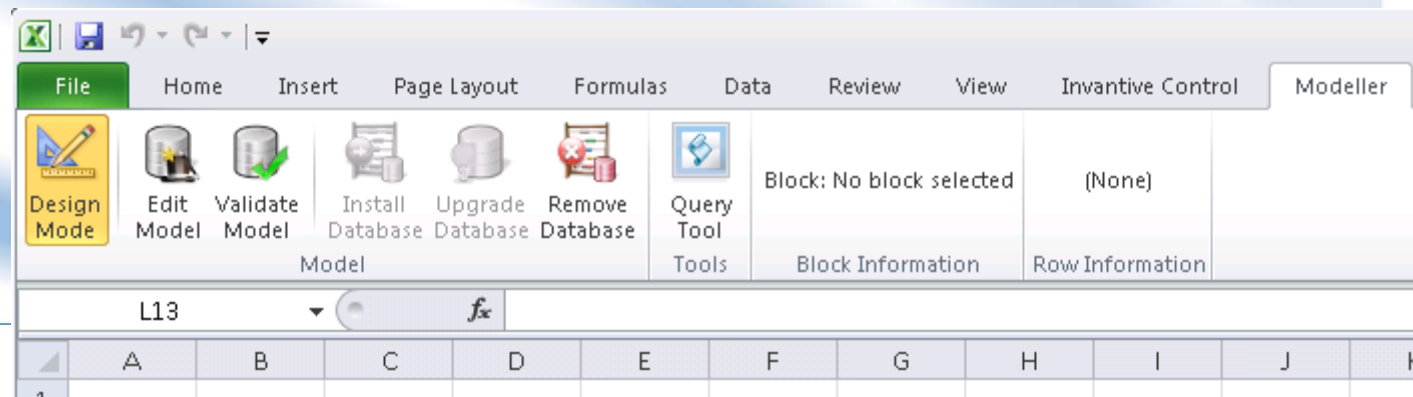 File Home Insert Page Layout Formulas Data Review View Invantive Control Modeller
Design Mode
Edit Model
Validate Model
Install Database
Upgrade Database
Remove Database
Query Tool
Block: No block selected
(None)
Model Tools Block Information Row Information
L13 fx
A B C D E F G H I J